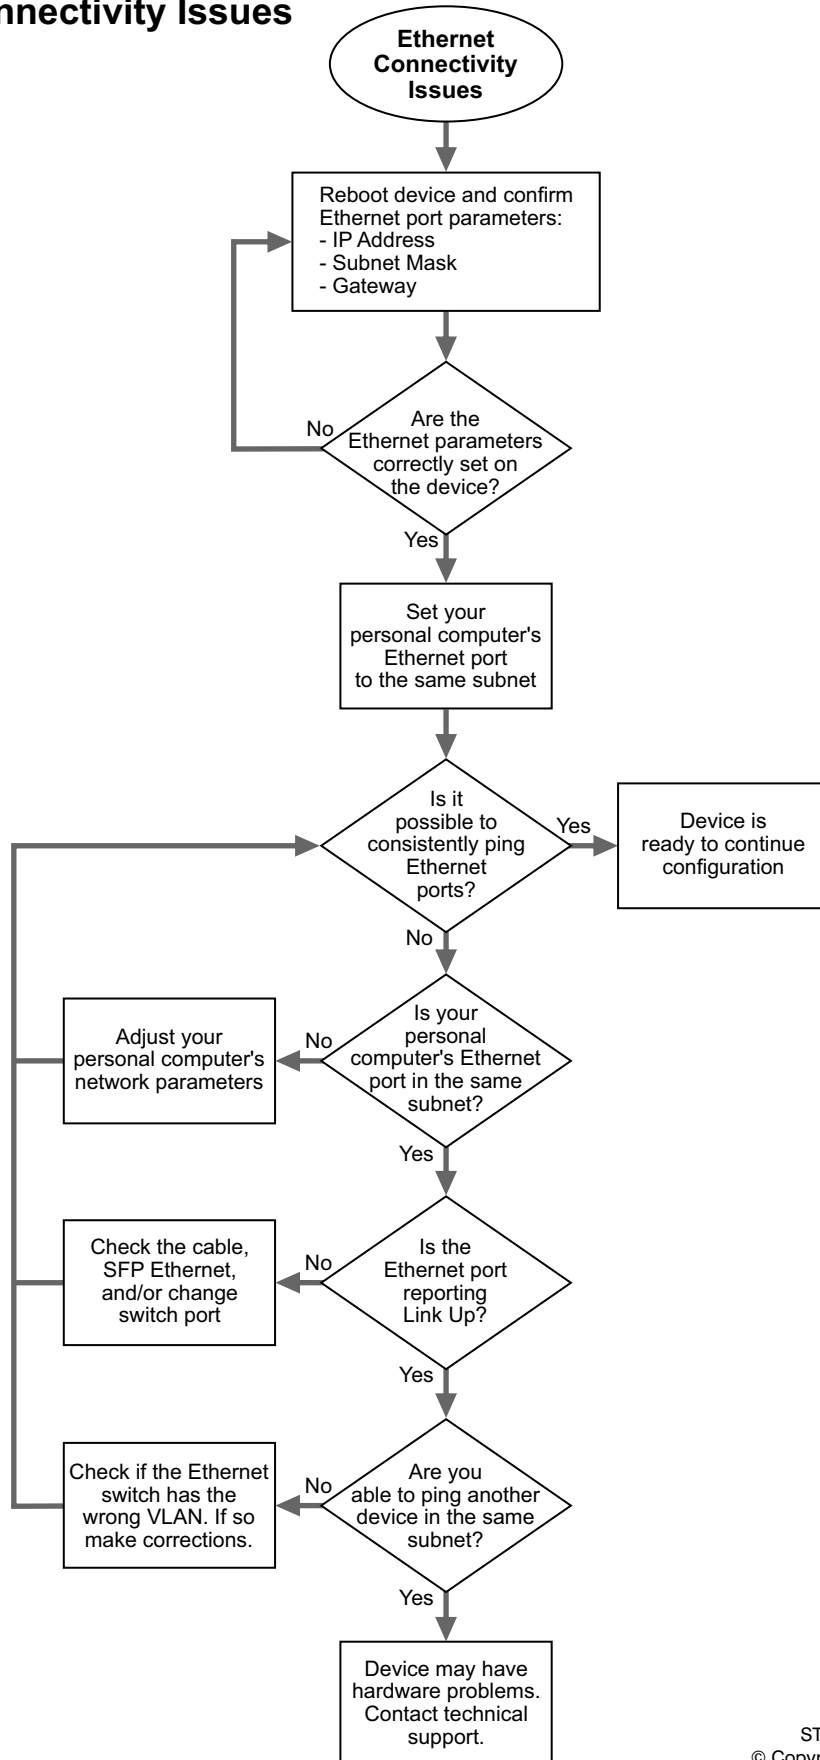 nnectivity Issues
Ethernet
Connectivity
Issues
Reboot device and confirm
Ethernet port parameters:
- IP Address
- Subnet Mask
- Gateway
No
Are the
Ethernet parameters
correctly set on
the device?
Yes
Set your
personal computer's
Ethernet port
to the same subnet
Is it
possible to
consistently ping
Ethernet
ports?
Yes
Device is
ready to continue
configuration
No
Is your
personal
computer's Ethernet
port in the same
subnet?
No
Adjust your
personal computer's
network parameters
Yes
Is the
Ethernet port
reporting
Link Up?
No
Check the cable,
SFP Ethernet,
and/or change
switch port
Yes
Are you
able to ping another
device in the same
subnet?
No
Check if the Ethernet
switch has the
wrong VLAN. If so
make corrections.
Yes
Device may have
hardware problems.
Contact technical
support.
ST
© Copyr